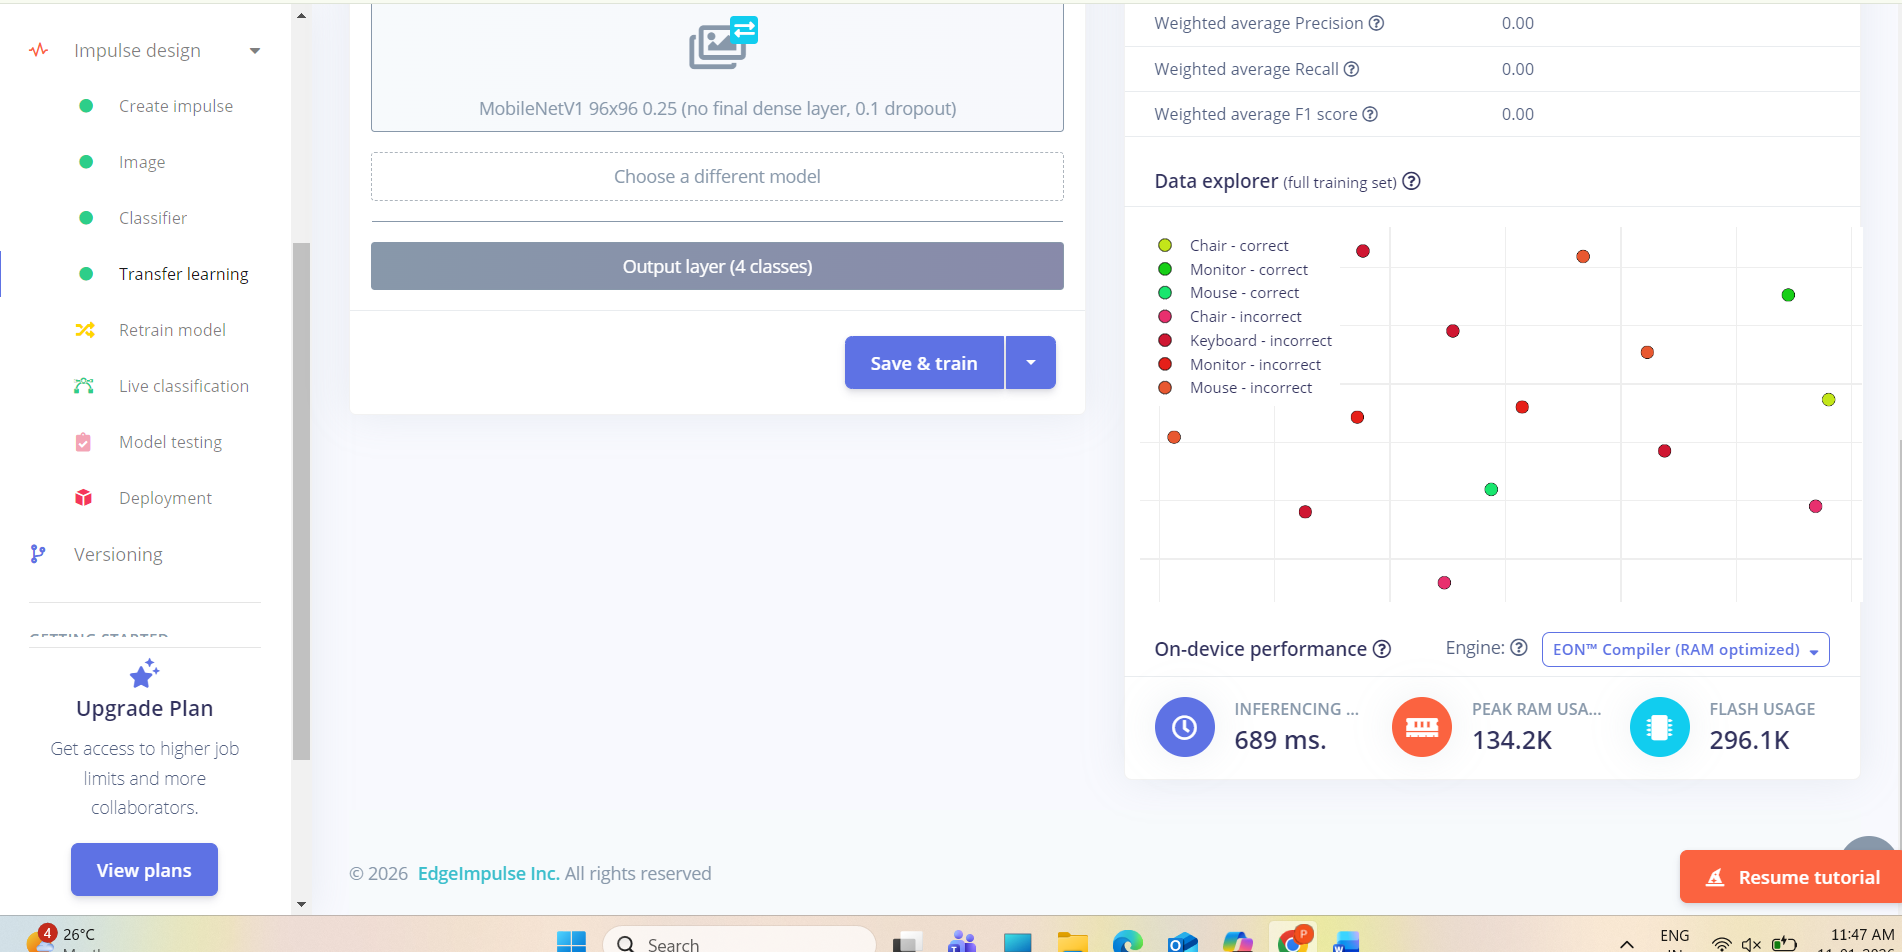 Impulse design
Create impulse
Image
Classifier
Transfer learning
Retrain model
Live classification
Model testing
Deployment
Versioning
GETTING STARTED
Upgrade Plan
Get access to higher job
limits and more
collaborators.
View plans
MobileNetV1 96x96 0.25 (no final dense layer, 0.1 dropout)
Choose a different model
Output layer (4 classes)
Save & train
Weighted average Precision 0.00
Weighted average Recall 0.00
Weighted average F1 score 0.00
Data explorer (full training set)
Chair - correct
Monitor - correct
Mouse - correct
Chair - incorrect
Keyboard - incorrect
Monitor - incorrect
Mouse - incorrect
On-device performance
Engine: EON™ Compiler (RAM optimized)
INFERENCING ...
689 ms.
PEAK RAM USA...
134.2K
FLASH USAGE
296.1K
© 2026 EdgeImpulse Inc. All rights reserved
Resume tutorial
4
26°C
Search
P
ENG
11:47 AM